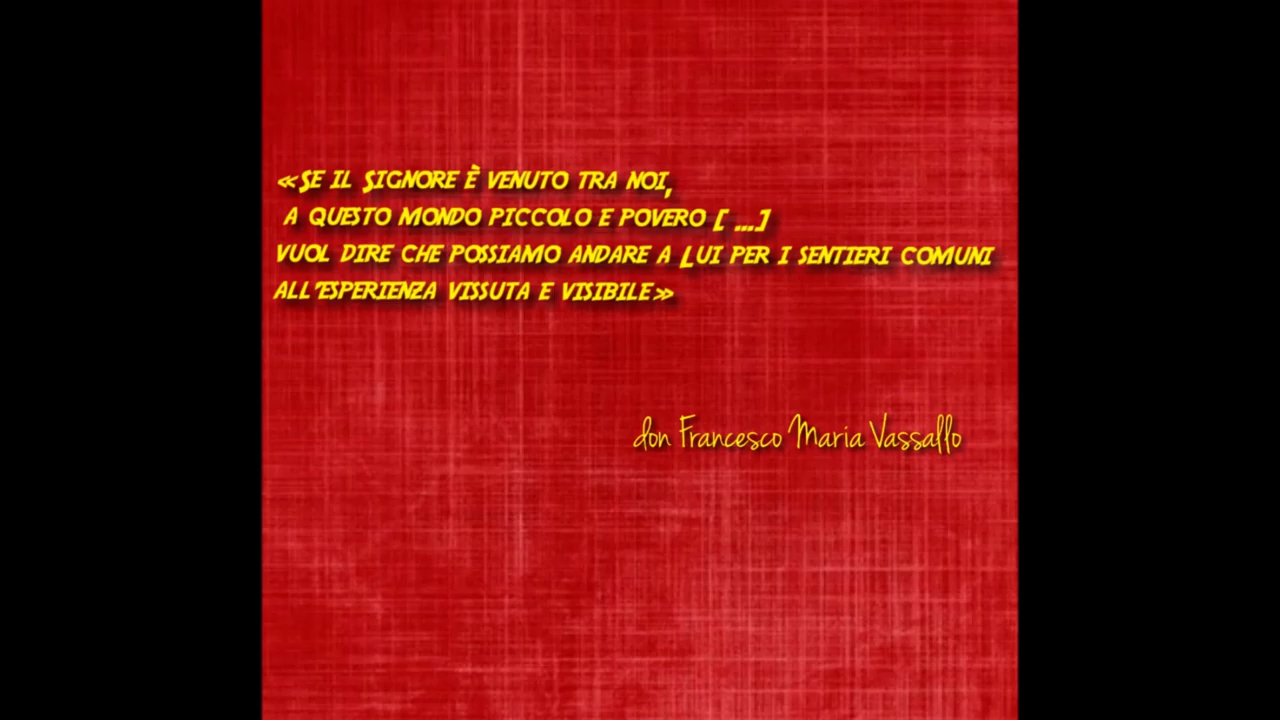 «Se il Signore è venuto tra noi,
a questo mondo piccolo e povero [ ...]
vuol dire che possiamo andare a Lui per i sentieri comuni
all'esperienza vissuta e visibile»
don Francesco Maria Vassallo